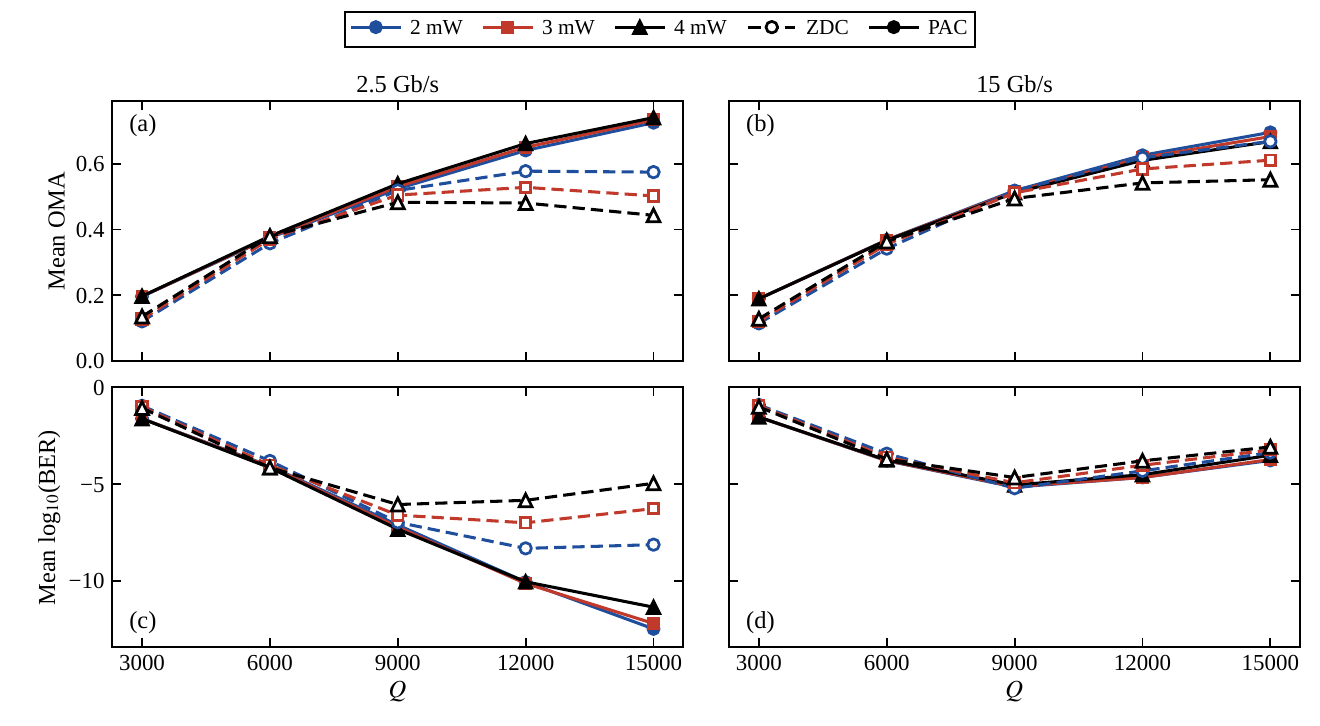 2 mW 3 mW 4 mW ZDC PAC
2.5 Gb/s 15 Gb/s
(a) (b)
Mean OMA
0.6
0.4
0.2
0.0
0
−5
−10
Mean log₁₀(BER)
(c) (d)
3000 6000 9000 12000 15000 3000 6000 9000 12000 15000
Q Q